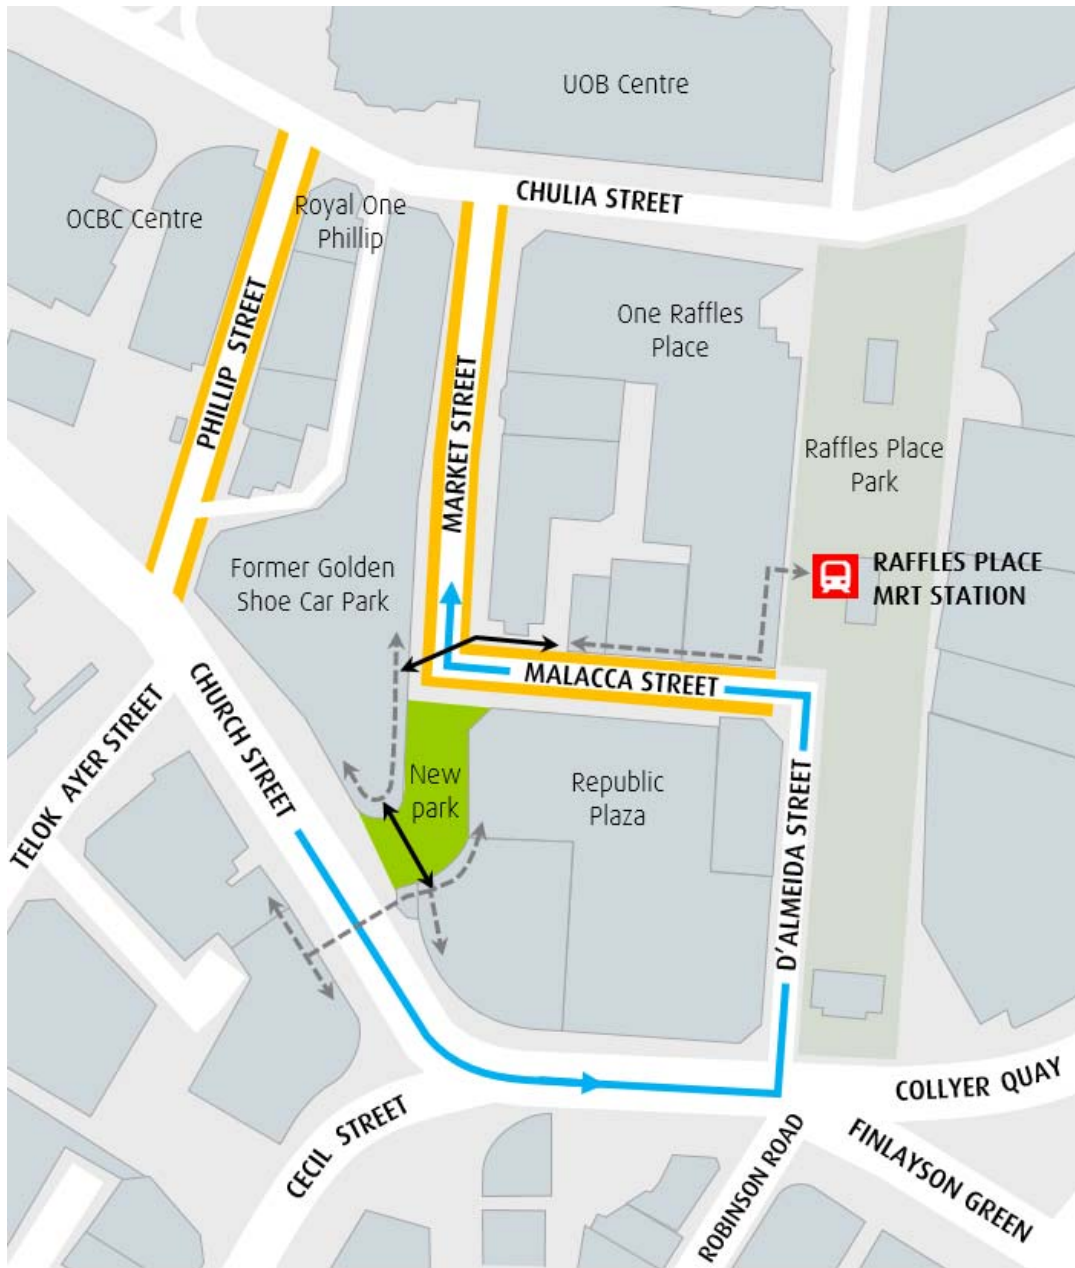 UOB Centre
CHULIA STREET
OCBC Centre
Royal One
Phillip
PHILLIP STREET
One Raffles
Place
MARKET STREET
Raffles Place
Park
Former Golden
Shoe Car Park
RAFFLES PLACE
MRT STATION
MALACCA STREET
CHURCH STREET
TELOK AYER STREET
New
park
Republic
Plaza
D'ALMEIDA STREET
COLLYER QUAY
CECIL STREET
ROBINSON ROAD
FINLAYSON GREEN